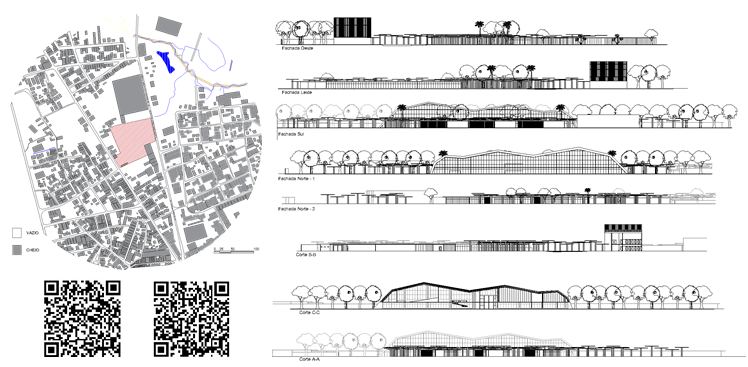 VAZIO
CHEIO
0 25 50 100
Fachada Oeste
Fachada Leste
Fachada Sul
Fachada Norte - 1
Fachada Norte - 2
Corte B-B
Corte C-C
Corte A-A